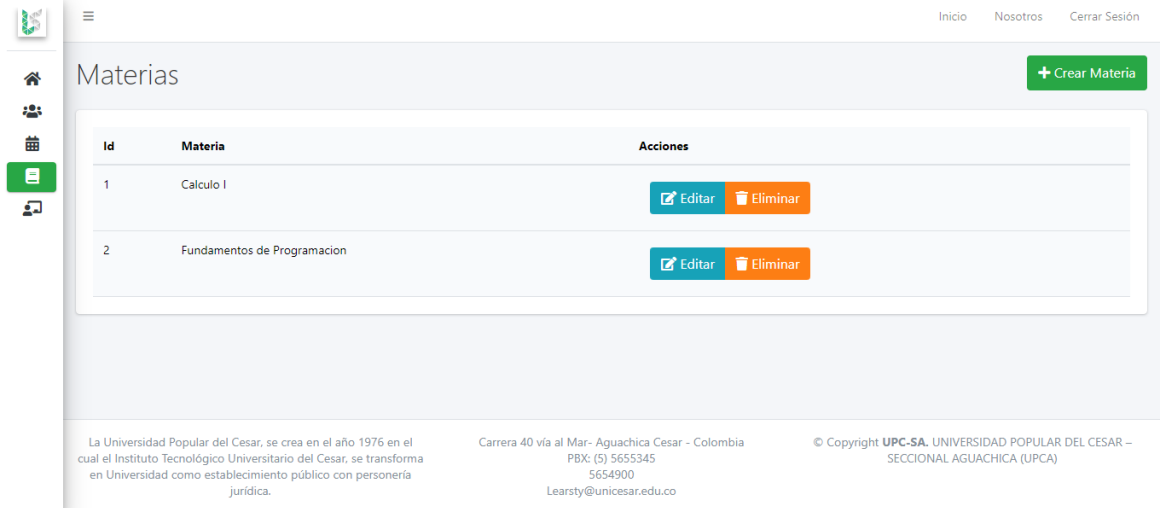 Inicio Nosotros Cerrar Sesión
Materias
Crear Materia
Id Materia Acciones
1 Calculo I Editar Eliminar
2 Fundamentos de Programacion Editar Eliminar
La Universidad Popular del Cesar, se crea en el año 1976 en el
cual el Instituto Tecnológico Universitario del Cesar, se transforma
en Universidad como establecimiento público con personería
jurídica.
Carrera 40 vía al Mar- Aguachica Cesar - Colombia
PBX: (5) 5655345
5654900
Learsty@unicesar.edu.co
© Copyright UPC-SA. UNIVERSIDAD POPULAR DEL CESAR –
SECCIONAL AGUACHICA (UPCA)